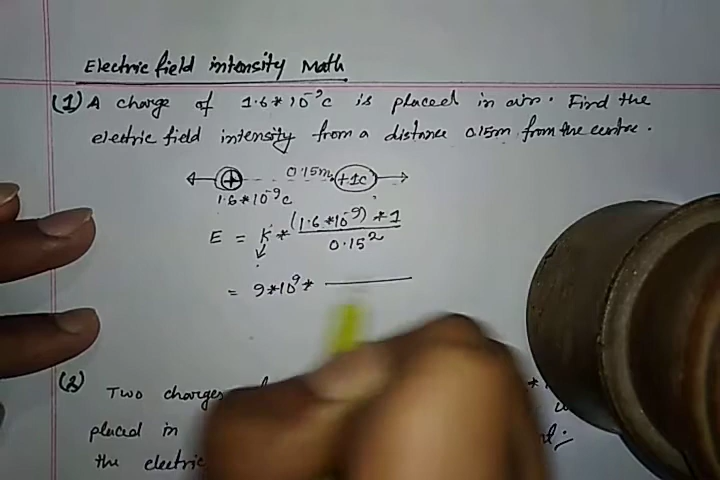 Electric field intensity Math
(1) A charge of 1.6*10⁻⁹c is placed in air. Find the
electric field intensity from a distance 0.15m from the centre.
+ 0.15m +1c
1.6*10⁻⁹c
E = K * (1.6*10⁻⁹) *1
0.15²
= 9*10⁹ *
(2) Two charges
placed in
the electric